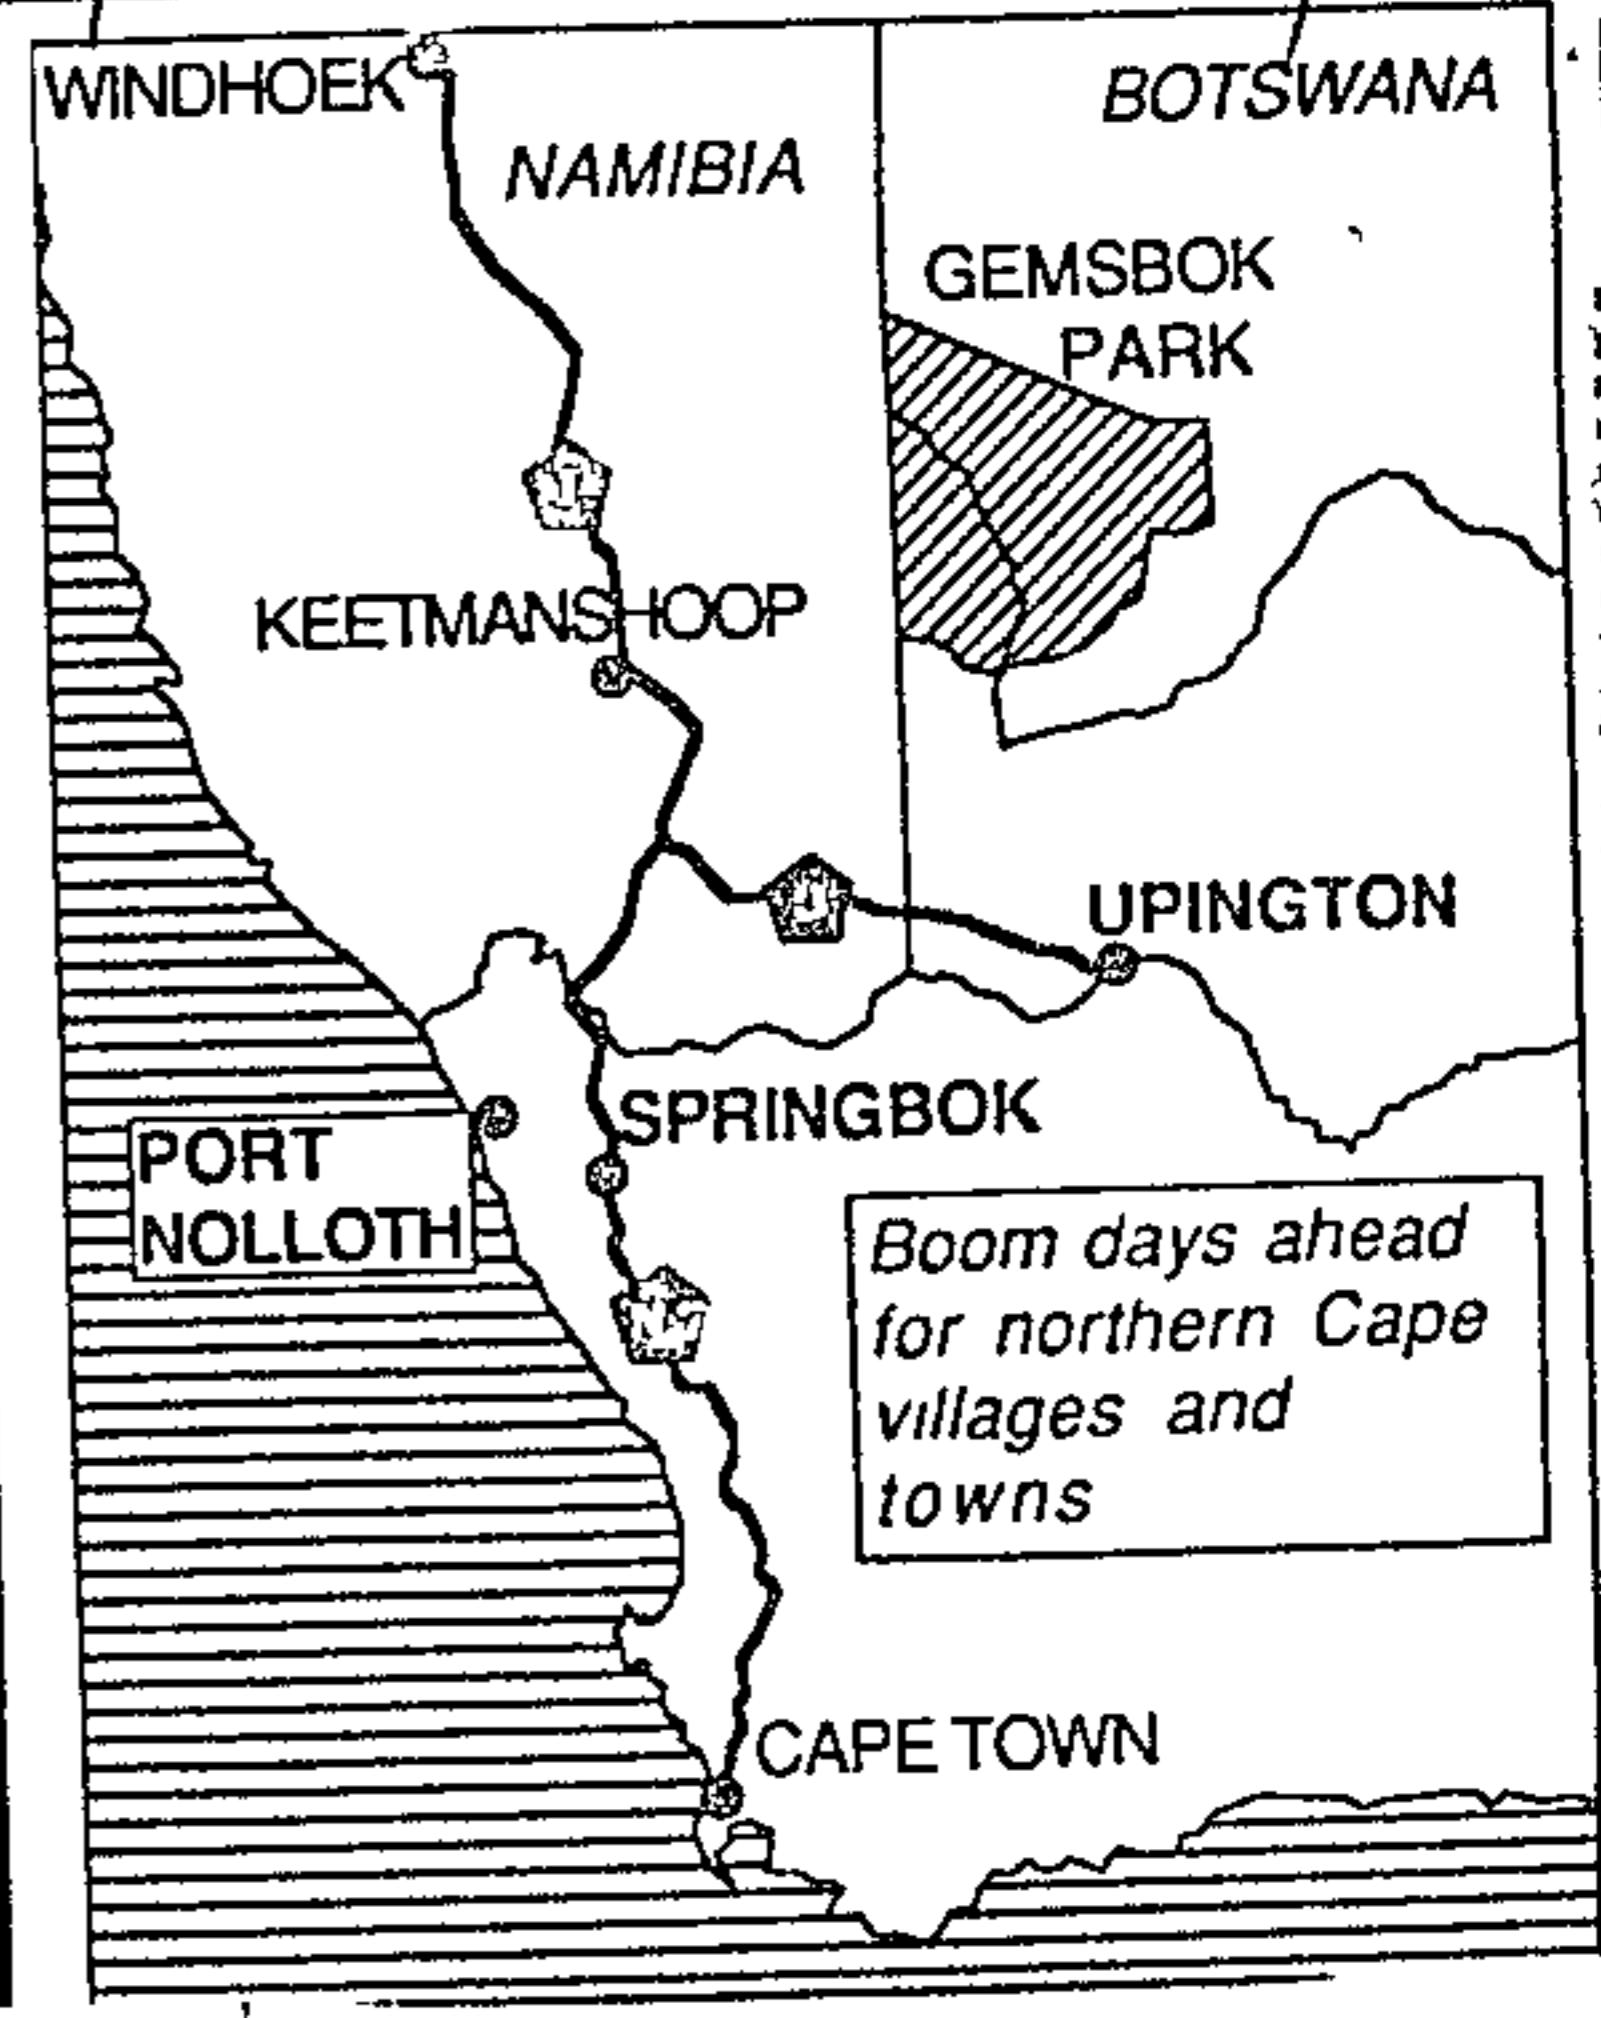 WINDHOEK
BOTSWANA
NAMIBIA
GEMSBOK
PARK
KEETMANSHOOP
UPINGTON
SPRINGBOK
PORT
NOLLOTH
Boom days ahead
for northern Cape
villages and
towns
CAPE TOWN